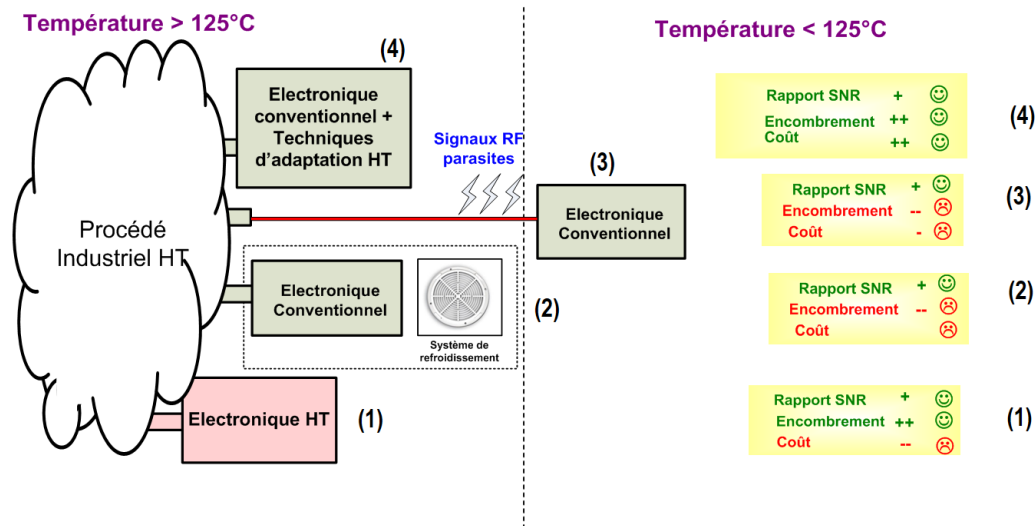 Température > 125°C
Température < 125°C
(4)
Electronique
conventionnel +
Techniques
d'adaptation HT
Signaux RF
parasites
(3)
Electronique
Conventionnel
Procédé
Industriel HT
Electronique
Conventionnel
Système de
refroidissement
(2)
Electronique HT
(1)
Rapport SNR +
Encombrement ++
Coût ++
(4)
Rapport SNR +
Encombrement --
Coût -
(3)
Rapport SNR +
Encombrement --
Coût
(2)
Rapport SNR +
Encombrement ++
Coût --
(1)